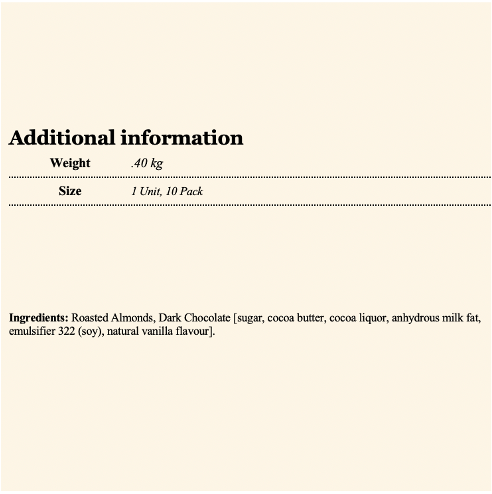 Additional information
Weight .40 kg
Size 1 Unit, 10 Pack
Ingredients: Roasted Almonds, Dark Chocolate [sugar, cocoa butter, cocoa liquor, anhydrous milk fat,
emulsifier 322 (soy), natural vanilla flavour].